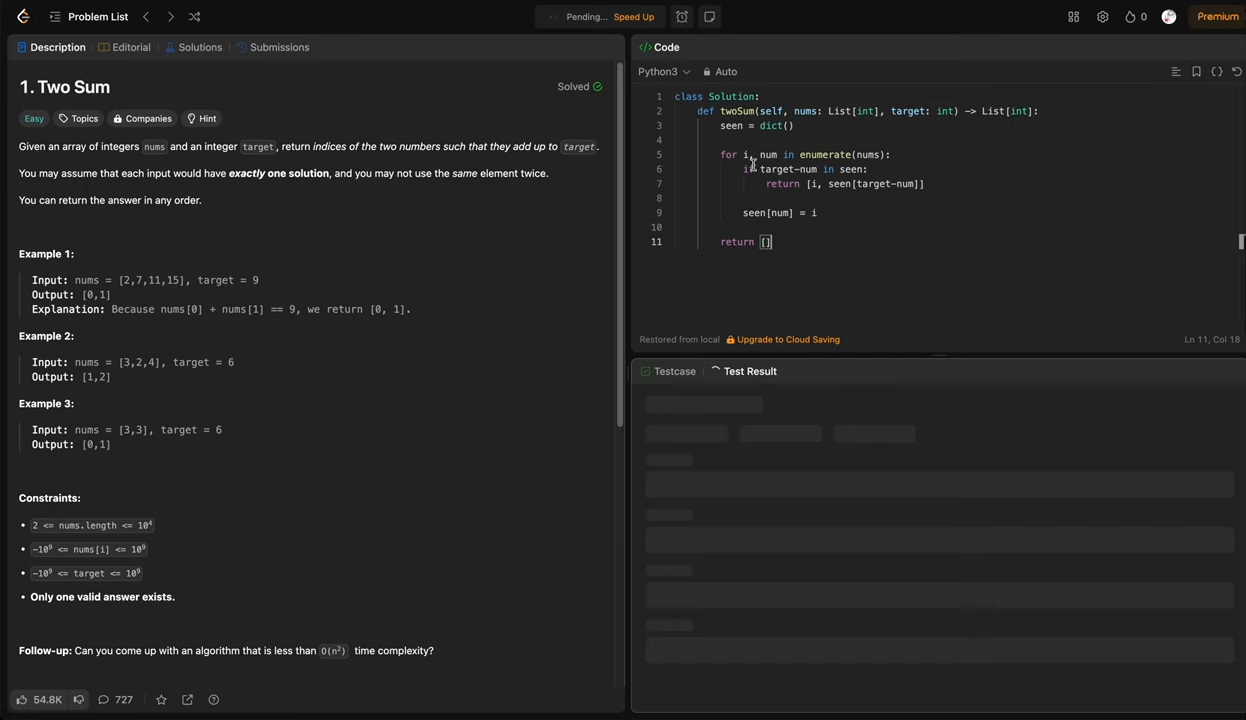 Problem List
Pending... Speed Up
0
Premium
Description
Editorial
Solutions
Submissions
1. Two Sum
Solved
Easy
Topics
Companies
Hint
Given an array of integers nums and an integer target, return indices of the two numbers such that they add up to target.
You may assume that each input would have exactly one solution, and you may not use the same element twice.
You can return the answer in any order.
Example 1:
Input: nums = [2,7,11,15], target = 9
Output: [0,1]
Explanation: Because nums[0] + nums[1] == 9, we return [0, 1].
Example 2:
Input: nums = [3,2,4], target = 6
Output: [1,2]
Example 3:
Input: nums = [3,3], target = 6
Output: [0,1]
Constraints:
• 2 <= nums.length <= 10⁴
• -10⁹ <= nums[i] <= 10⁹
• -10⁹ <= target <= 10⁹
• Only one valid answer exists.
Follow-up: Can you come up with an algorithm that is less than O(n²) time complexity?
54.8K
727
</> Code
Python3
Auto
1 class Solution:
2 def twoSum(self, nums: List[int], target: int) -> List[int]:
3 seen = dict()
4
5 for i, num in enumerate(nums):
6 if target-num in seen:
7 return [i, seen[target-num]]
8
9 seen[num] = i
10
11 return []
Restored from local
Upgrade to Cloud Saving
Ln 11, Col 18
Testcase
Test Result